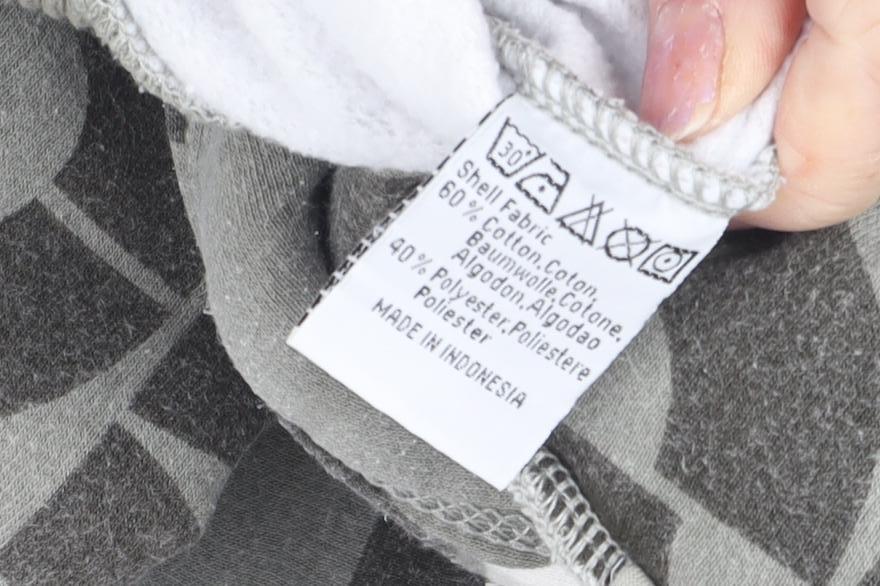 30°
Shell Fabric
60% Cotton,Coton,
Baumwolle,Cotone,
Algodon,Algodao
40% Polyester,Poliestere
Poliester
MADE IN INDONESIA